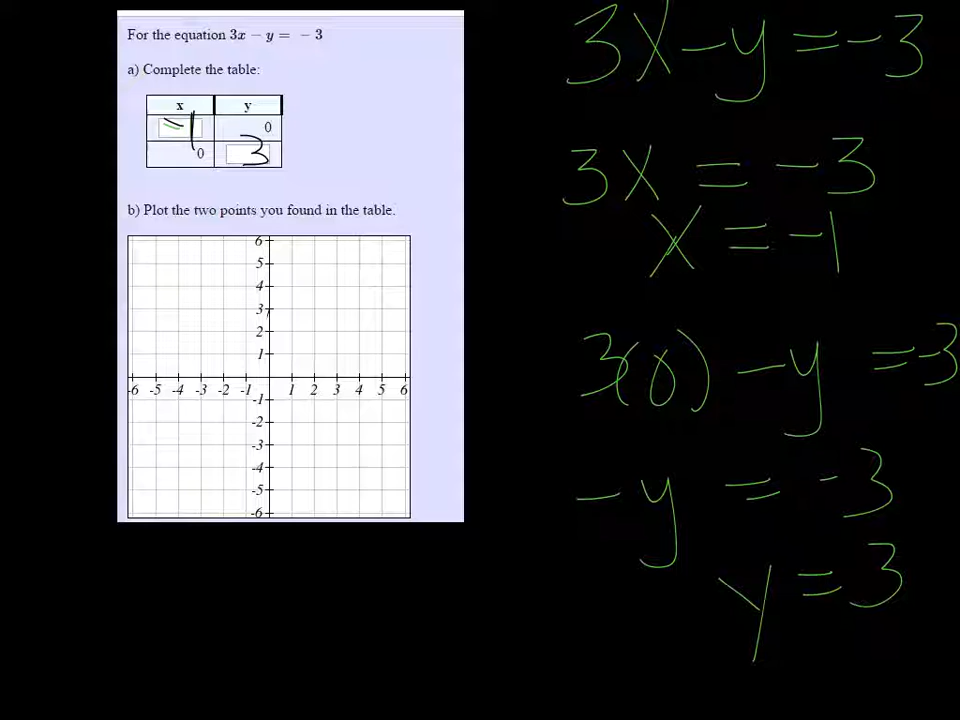 For the equation 3x − y = − 3
a) Complete the table:
x y
-1 0
0 3
b) Plot the two points you found in the table.
6
5
4
3
2
1
-6 -5 -4 -3 -2 -1 1 2 3 4 5 6
-1
-2
-3
-4
-5
-6
3x - y = -3
3x = -3
x = -1
3(0) - y = -3
-y = -3
y = 3